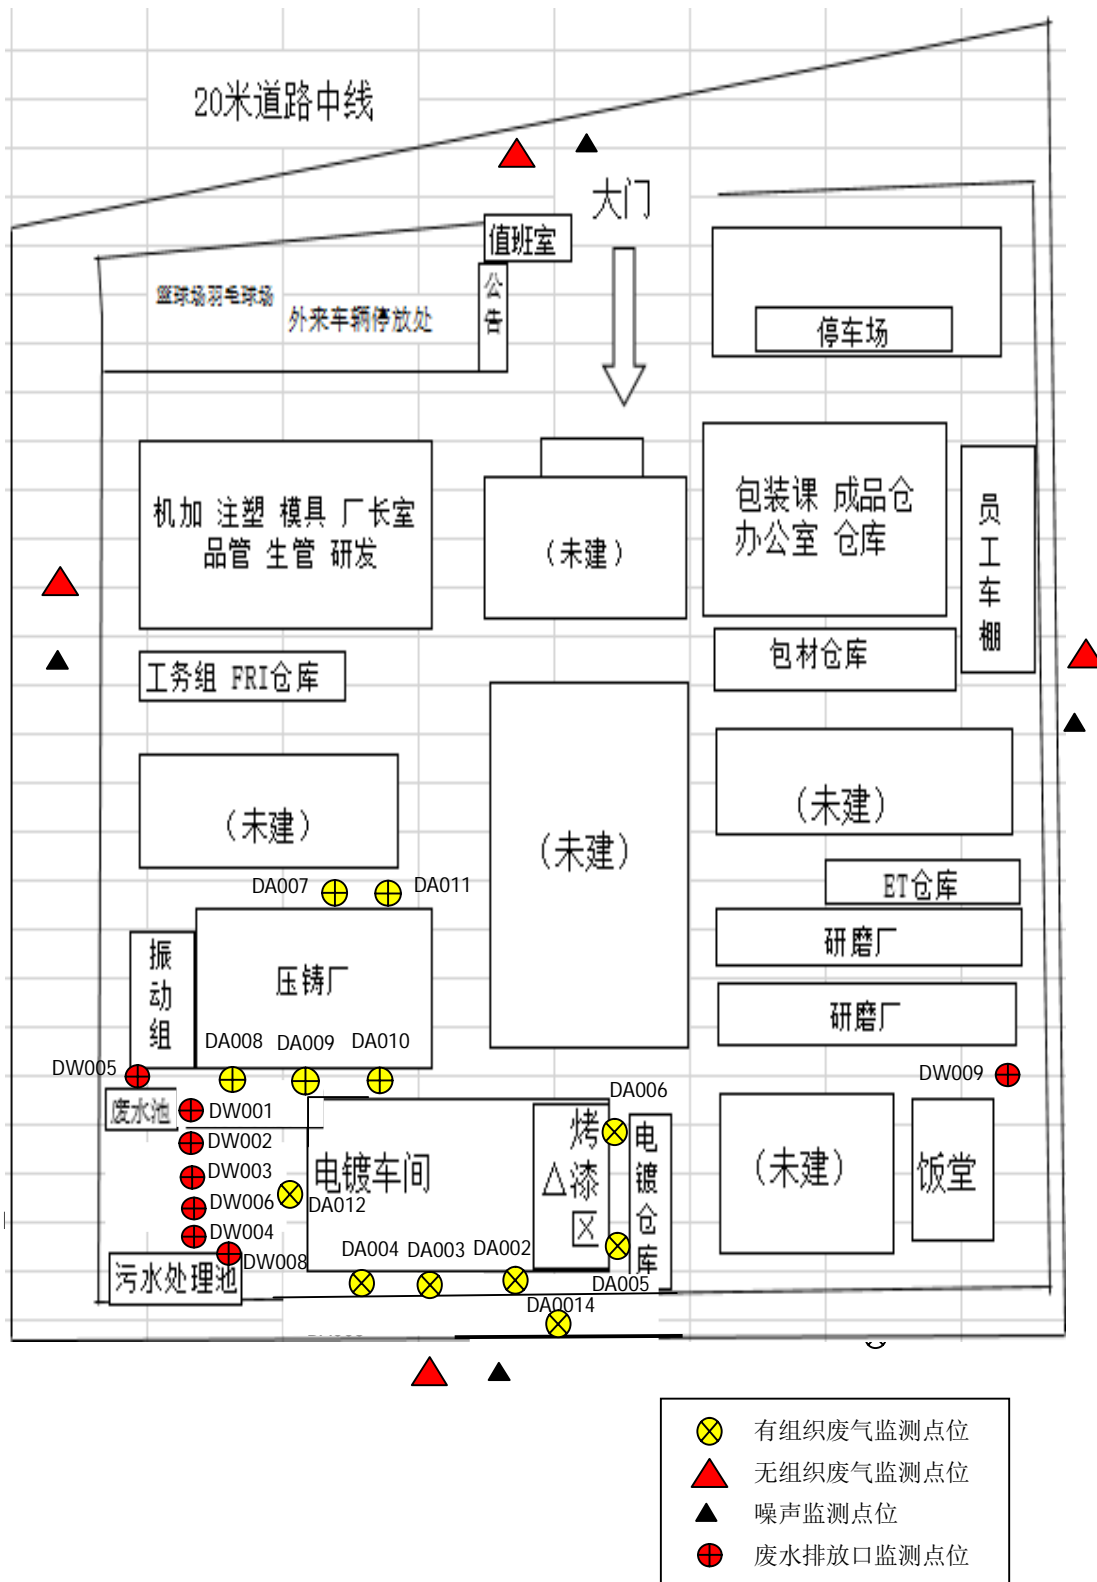 20米道路中线
大门
值班室
公告
篮球场羽毛球场
外来车辆停放处
停车场
机加 注塑 模具 厂长室
品管 生管 研发
（未建）
包装课 成品仓
办公室 仓库
员工车棚
包材仓库
工务组 FRI仓库
（未建）
（未建）
（未建）
DA007
DA011
ET仓库
研磨厂
振动组
压铸厂
研磨厂
DA008
DA009
DA010
DW005
DW009
废水池
DW001
DW002
DW003
DW006
DW004
DW008
污水处理池
电镀车间
DA012
烤漆区
DA006
电镀仓库
DA004
DA003
DA002
DA005
DA0014
（未建）
饭堂
有组织废气监测点位
无组织废气监测点位
噪声监测点位
废水排放口监测点位